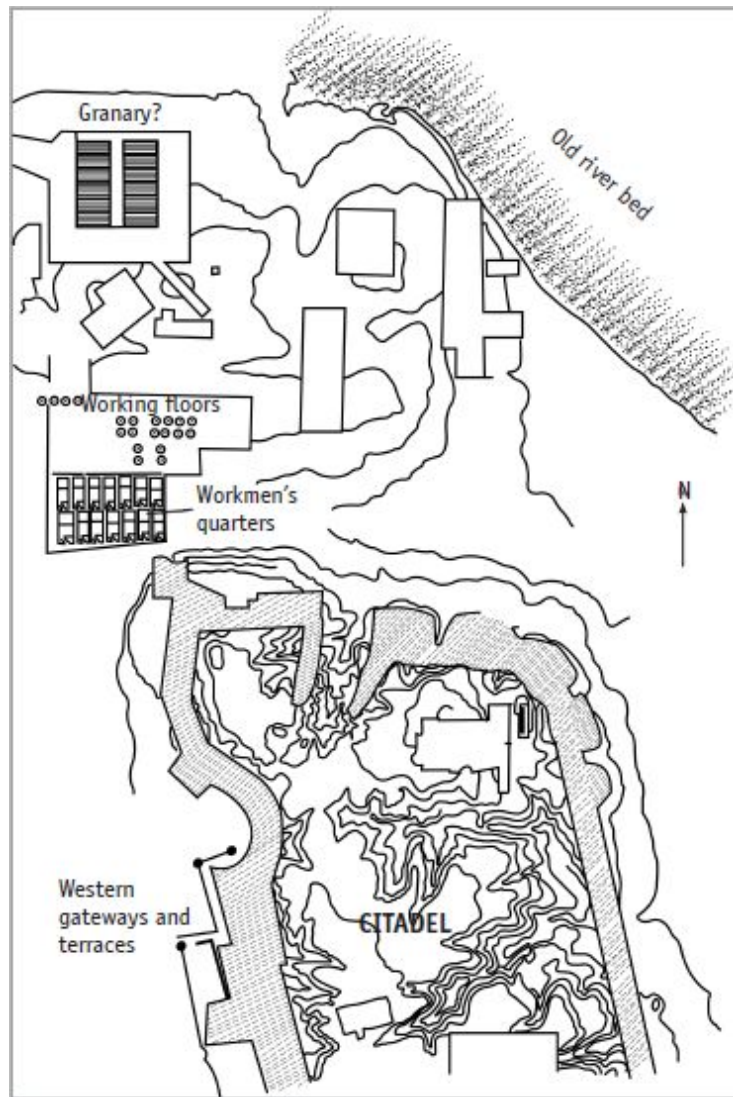 Granary?
Old river bed
Working floors
Workmen's
quarters
N
Western
gateways and
terraces
CITADEL